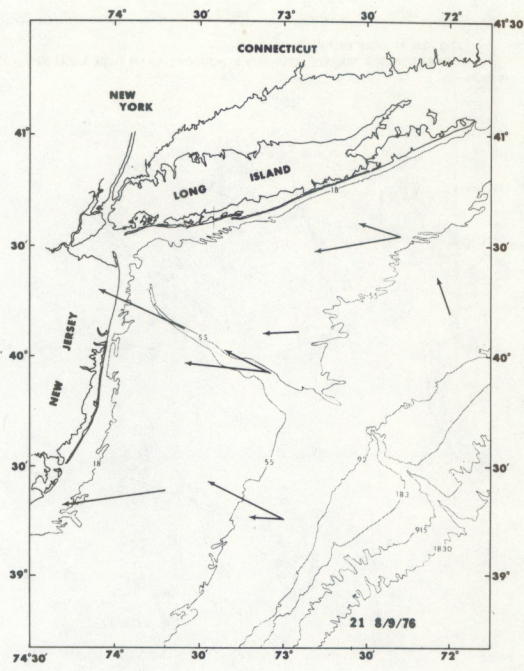 74° 30' 73° 30' 72° 41°30'
CONNECTICUT
NEW
YORK
41° 41°
LONG ISLAND
18
30' 30'
55
NEW JERSEY
55
40° 40°
30' 18 55 92 30'
183
915
1830
39° 39°
21 8/9/76
74°30' 74° 30' 73° 30' 72°